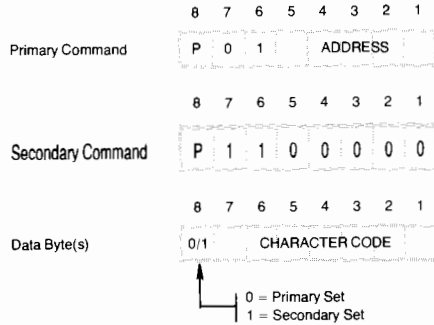 8 7 6 5 4 3 2 1
Primary Command P 0 1 ADDRESS
8 7 6 5 4 3 2 1
Secondary Command P 1 1 0 0 0 0 0
8 7 6 5 4 3 2 1
Data Byte(s) 0/1 CHARACTER CODE
0 = Primary Set
1 = Secondary Set